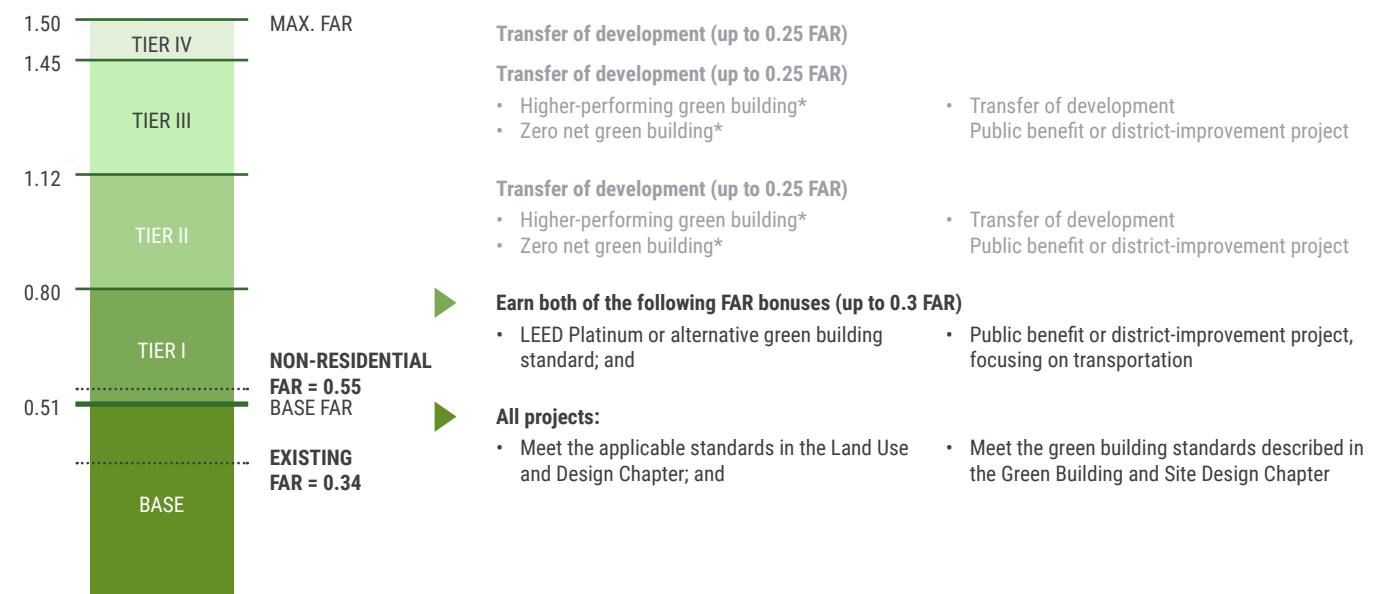 1.50
MAX. FAR
TIER IV
Transfer of development (up to 0.25 FAR)
1.45
Transfer of development (up to 0.25 FAR)
TIER III
• Higher-performing green building*
• Zero net green building*
• Transfer of development
Public benefit or district-improvement project
1.12
Transfer of development (up to 0.25 FAR)
TIER II
• Higher-performing green building*
• Zero net green building*
• Transfer of development
Public benefit or district-improvement project
0.80
Earn both of the following FAR bonuses (up to 0.3 FAR)
TIER I
• LEED Platinum or alternative green building
standard; and
• Public benefit or district-improvement project,
focusing on transportation
NON-RESIDENTIAL
FAR = 0.55
0.51
BASE FAR
All projects:
• Meet the applicable standards in the Land Use
and Design Chapter; and
• Meet the green building standards described in
the Green Building and Site Design Chapter
EXISTING
FAR = 0.34
BASE